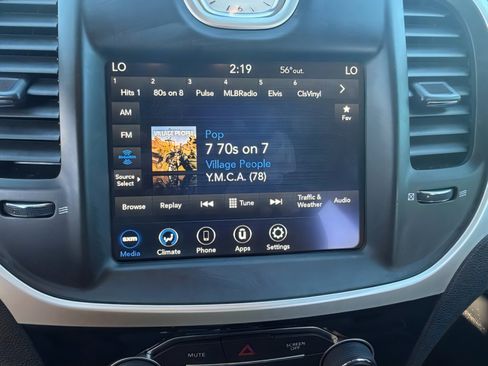 LO 2:19 56°out. LO
1 2 3 4 5 6
Hits 1 80s on 8 Pulse MLBRadio Elvis ClsVinyl
AM
FM
SiriusXM
Source
Select
VILLAGE PEOPLE
Pop
7 70s on 7
Village People
Y.M.C.A. (78)
Fav
Browse Replay Tune Traffic &
Weather Audio
sxm
Media Climate Phone Apps Settings
MUTE SCREEN
OFF